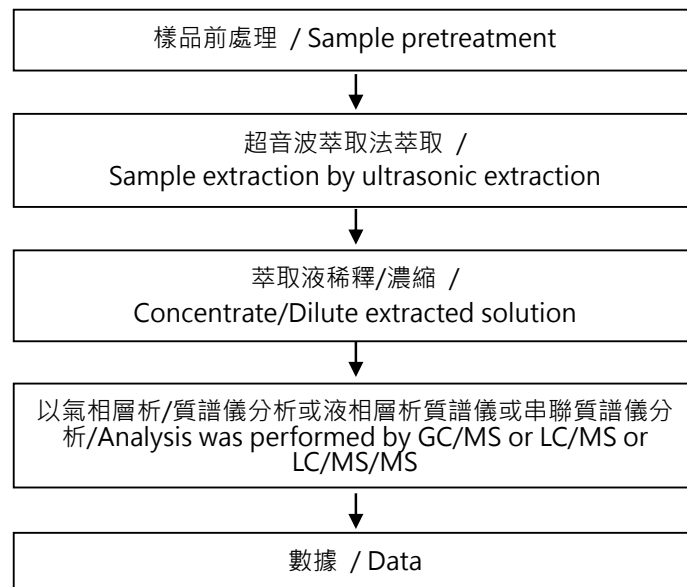 樣品前處理 / Sample pretreatment
超音波萃取法萃取 /
Sample extraction by ultrasonic extraction
萃取液稀釋/濃縮 /
Concentrate/Dilute extracted solution
以氣相層析/質譜儀分析或液相層析質譜儀或串聯質譜儀分
析/Analysis was performed by GC/MS or LC/MS or
LC/MS/MS
數據 / Data